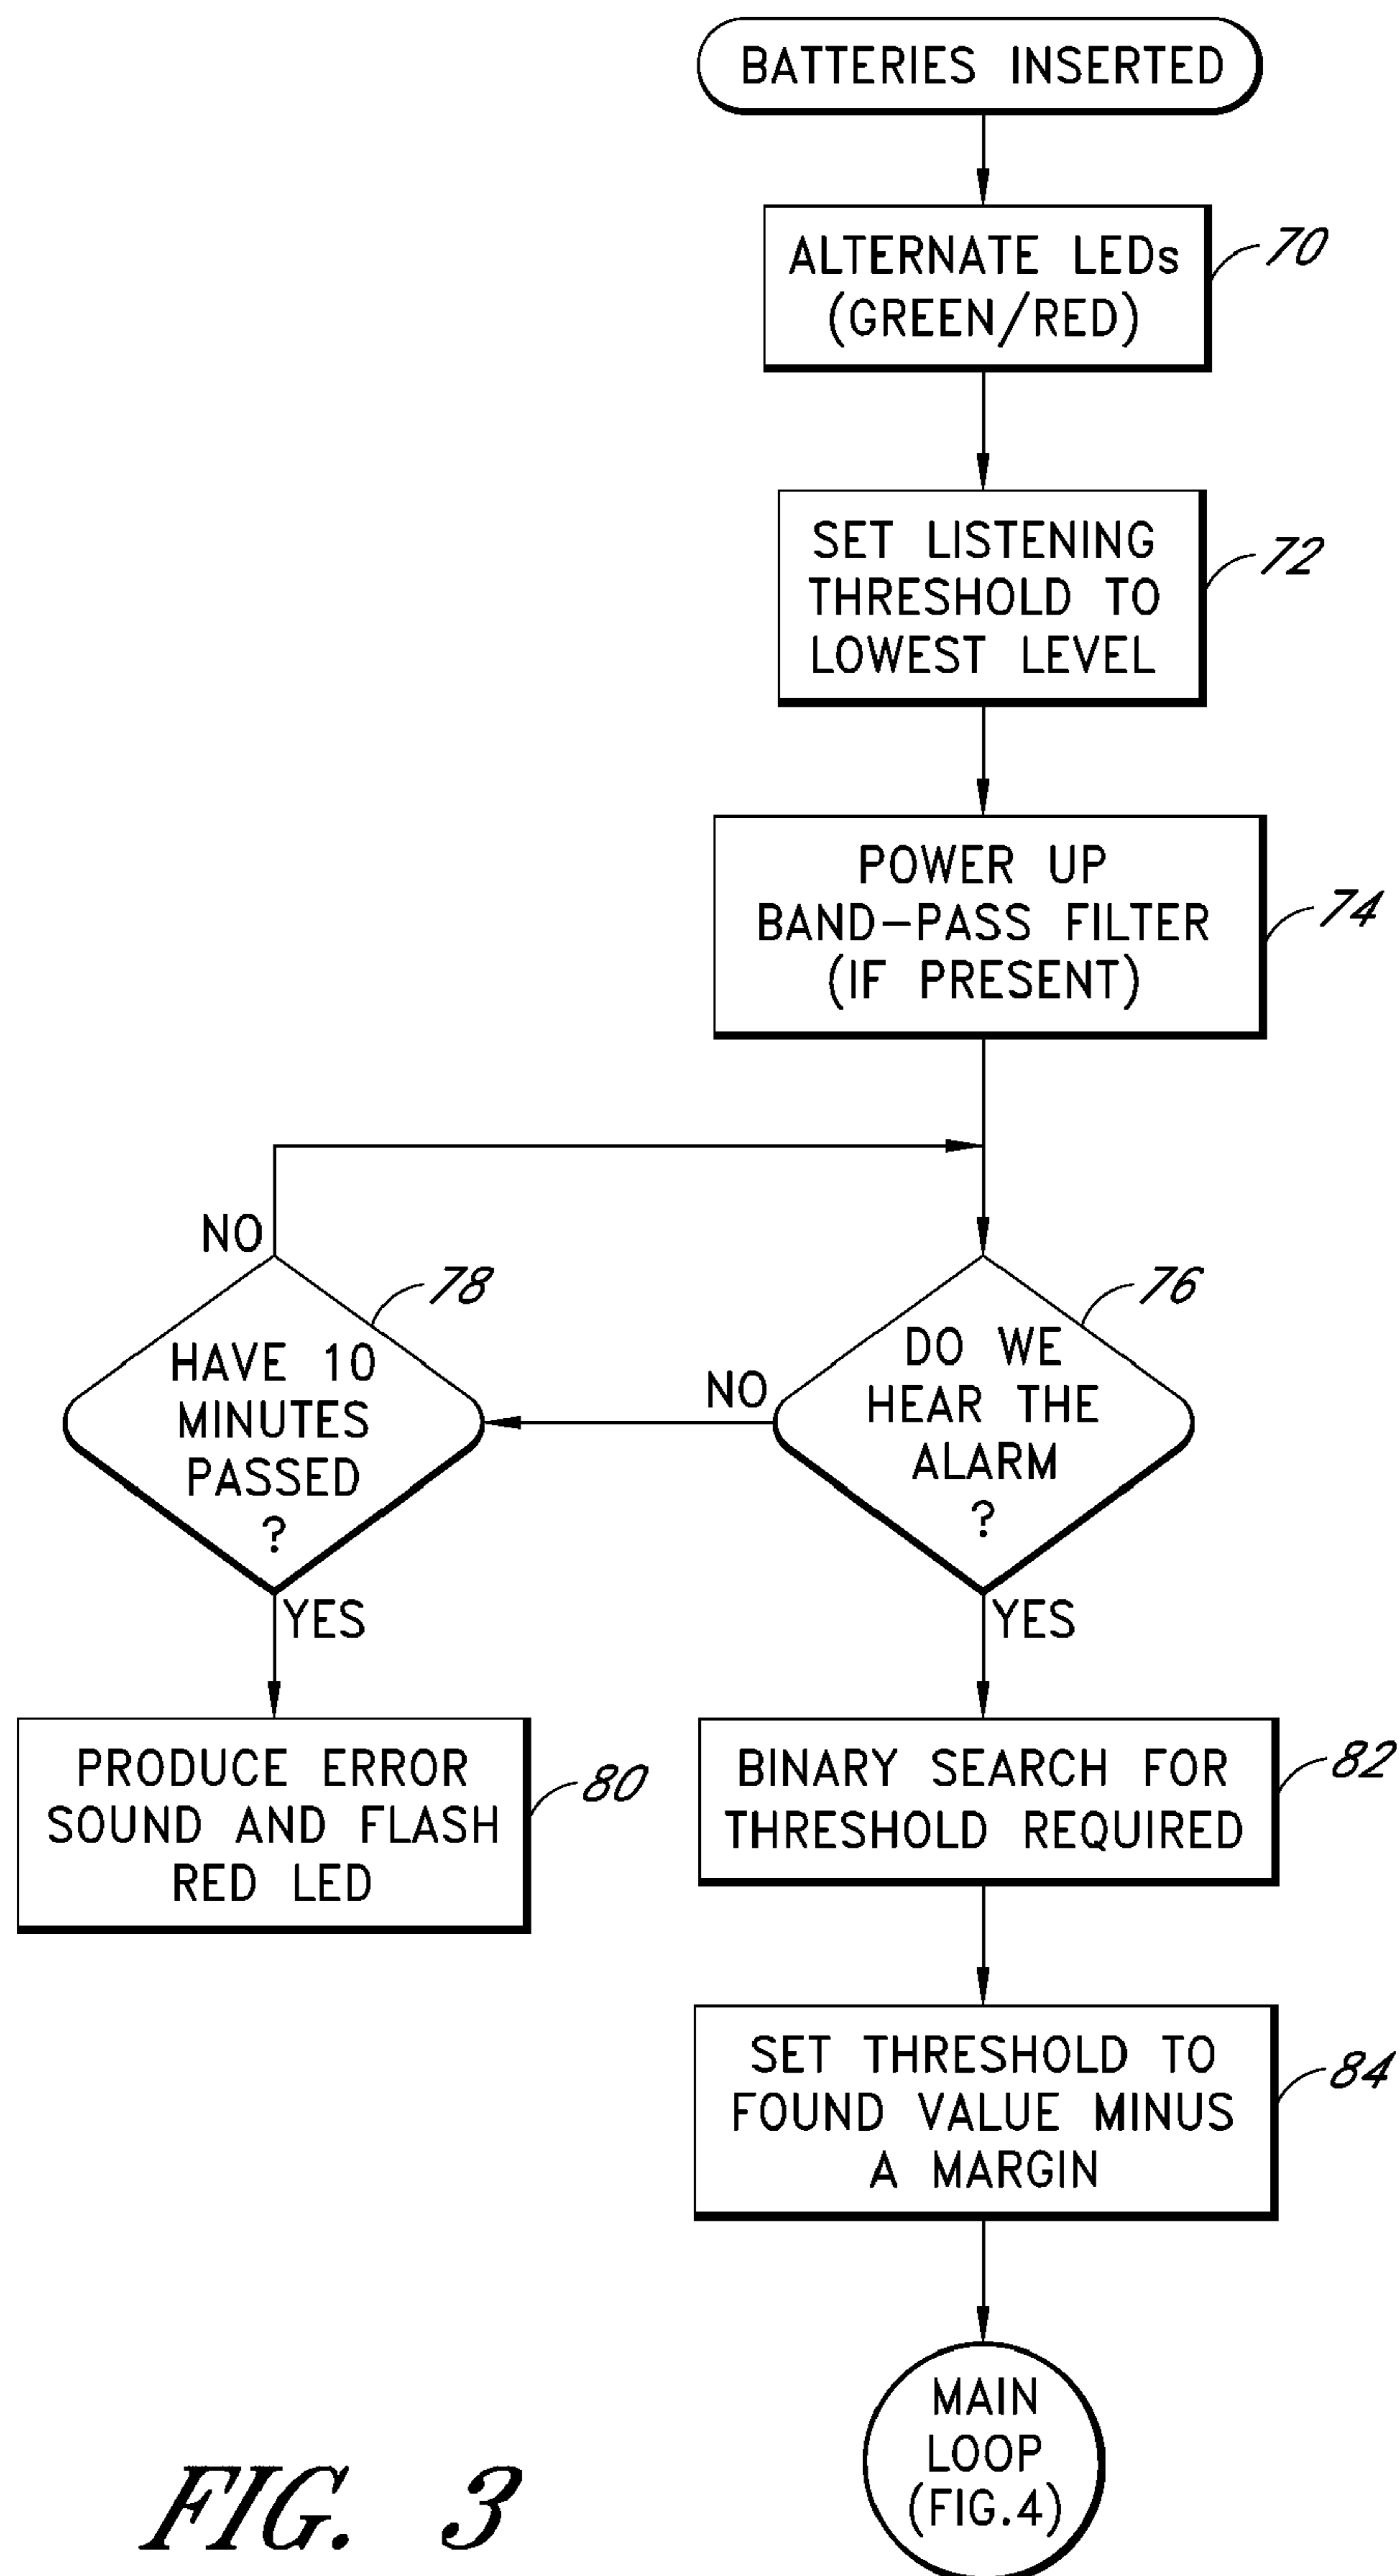 BATTERIES INSERTED
ALTERNATE LEDs
(GREEN/RED)
70
SET LISTENING
THRESHOLD TO
LOWEST LEVEL
72
POWER UP
BAND-PASS FILTER
(IF PRESENT)
74
NO
78
HAVE 10
MINUTES
PASSED
?
NO
76
DO WE
HEAR THE
ALARM
?
YES
YES
PRODUCE ERROR
SOUND AND FLASH
RED LED
80
BINARY SEARCH FOR
THRESHOLD REQUIRED
82
SET THRESHOLD TO
FOUND VALUE MINUS
A MARGIN
84
MAIN
LOOP
(FIG.4)
FIG. 3